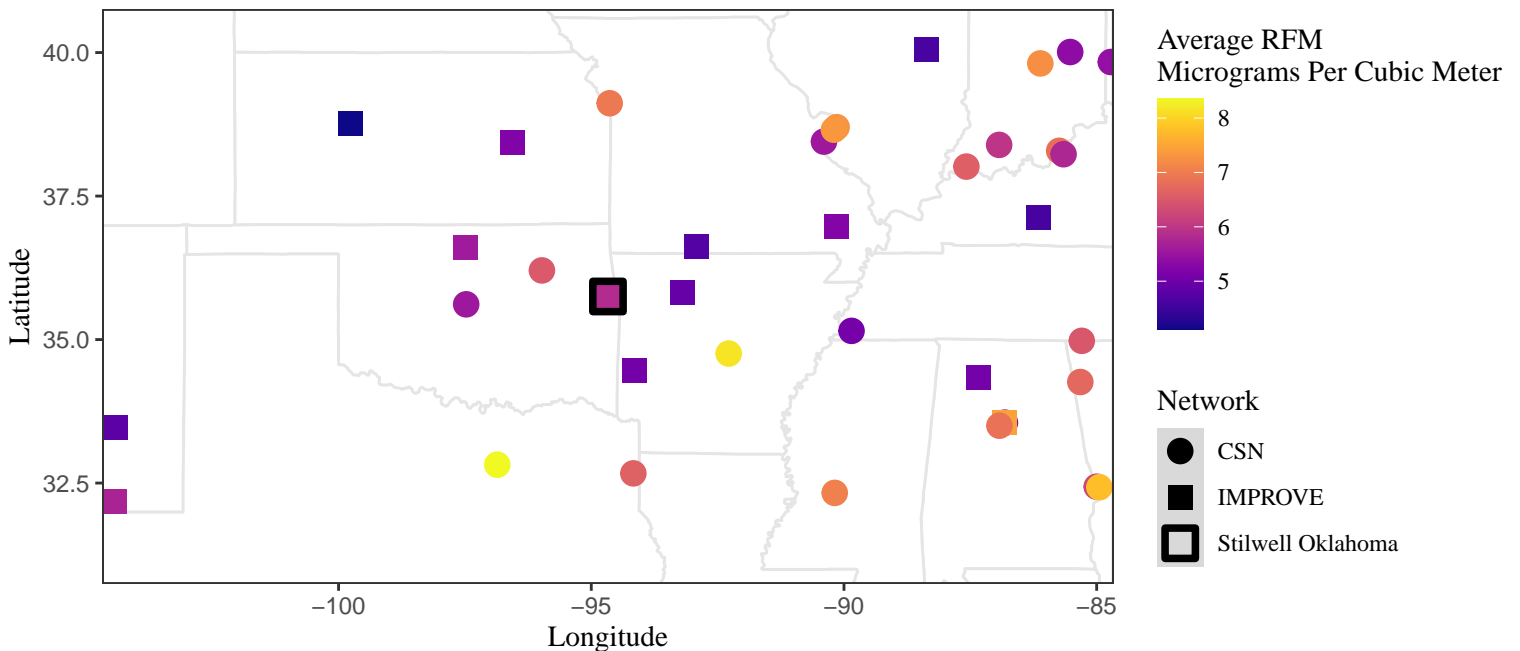 40.0
37.5
35.0
32.5
Latitude
−100
−95
−90
−85
Longitude
Average RFM
Micrograms Per Cubic Meter
8
7
6
5
Network
CSN
IMPROVE
Stilwell Oklahoma